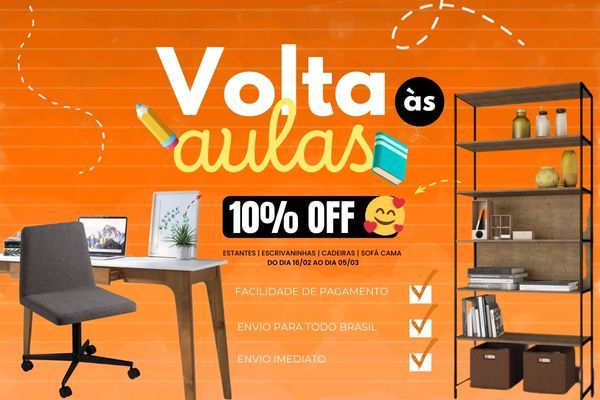 Volta às
aulas
10% OFF
ESTANTES | ESCRIVANINHAS | CADEIRAS | SOFÁ CAMA
DO DIA 16/02 AO DIA 05/03
FACILIDADE DE PAGAMENTO
ENVIO PARA TODO BRASIL
ENVIO IMEDIATO